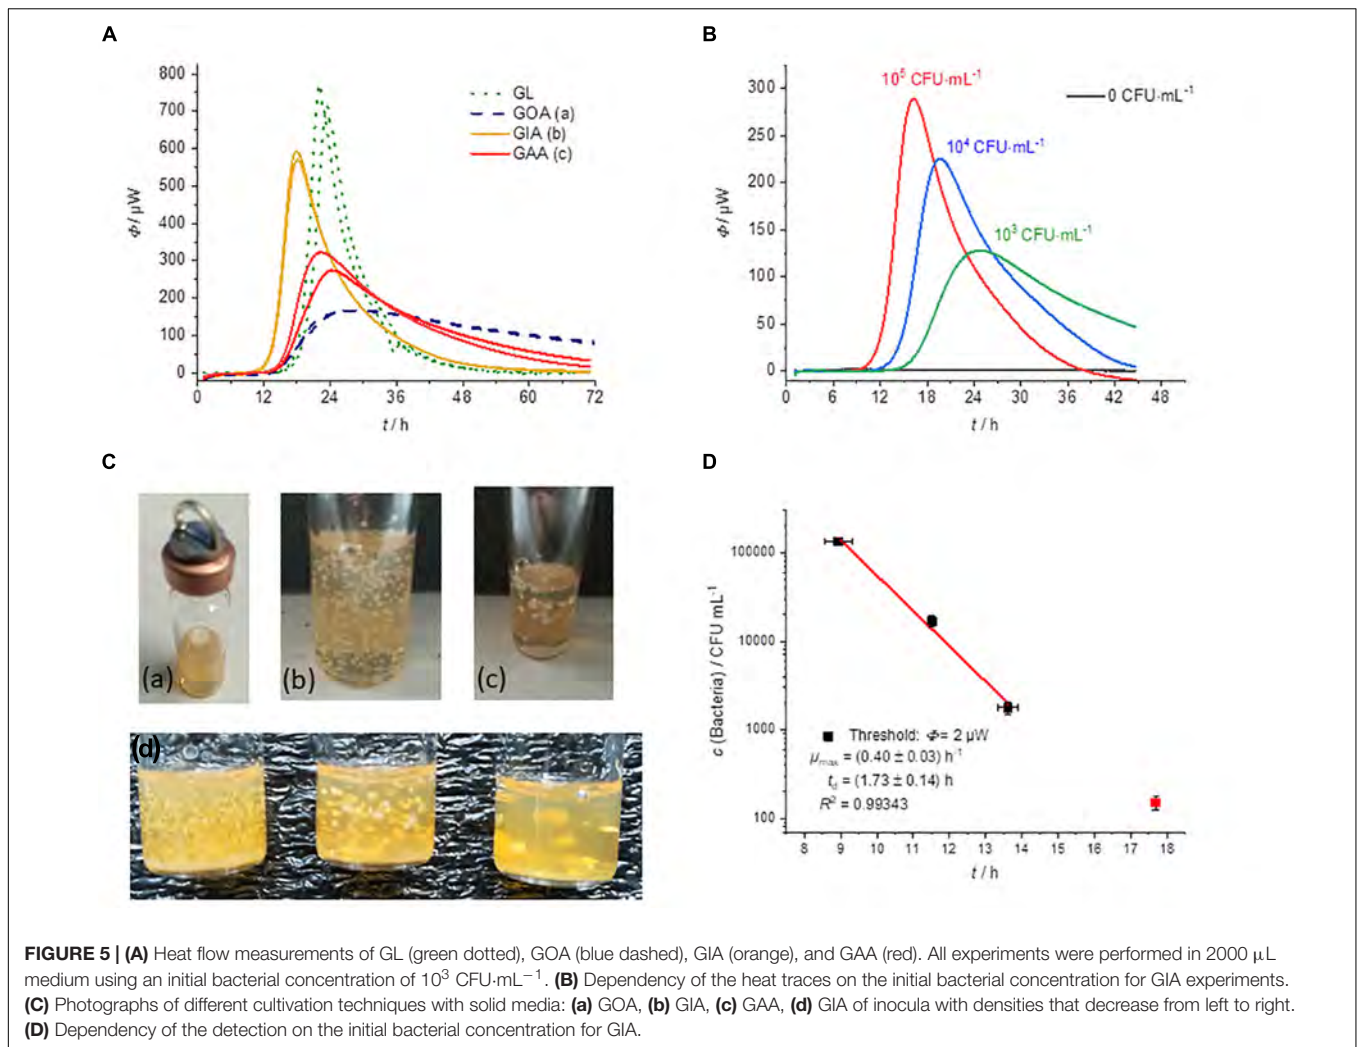 A
Φ / µW
800
700
600
500
400
300
200
100
0
0 12 24 36 48 60 72
t / h
GL
GOA (a)
GIA (b)
GAA (c)
B
Φ / µW
300
250
200
150
100
50
0
0 6 12 18 24 30 36 42 48
t / h
10⁵ CFU·mL⁻¹
10⁴ CFU·mL⁻¹
10³ CFU·mL⁻¹
0 CFU·mL⁻¹
C
(a)
(b)
(c)
(d)
D
c (Bacteria) / CFU mL⁻¹
100000
10000
1000
100
8 9 10 11 12 13 14 15 16 17 18
t / h
Threshold: Φ = 2 µW
µmax = (0.40 ± 0.03) h⁻¹
td = (1.73 ± 0.14) h
R² = 0.99343
FIGURE 5 | (A) Heat flow measurements of GL (green dotted), GOA (blue dashed), GIA (orange), and GAA (red). All experiments were performed in 2000 µL
medium using an initial bacterial concentration of 10³ CFU·mL⁻¹. (B) Dependency of the heat traces on the initial bacterial concentration for GIA experiments.
(C) Photographs of different cultivation techniques with solid media: (a) GOA, (b) GIA, (c) GAA, (d) GIA of inocula with densities that decrease from left to right.
(D) Dependency of the detection on the initial bacterial concentration for GIA.